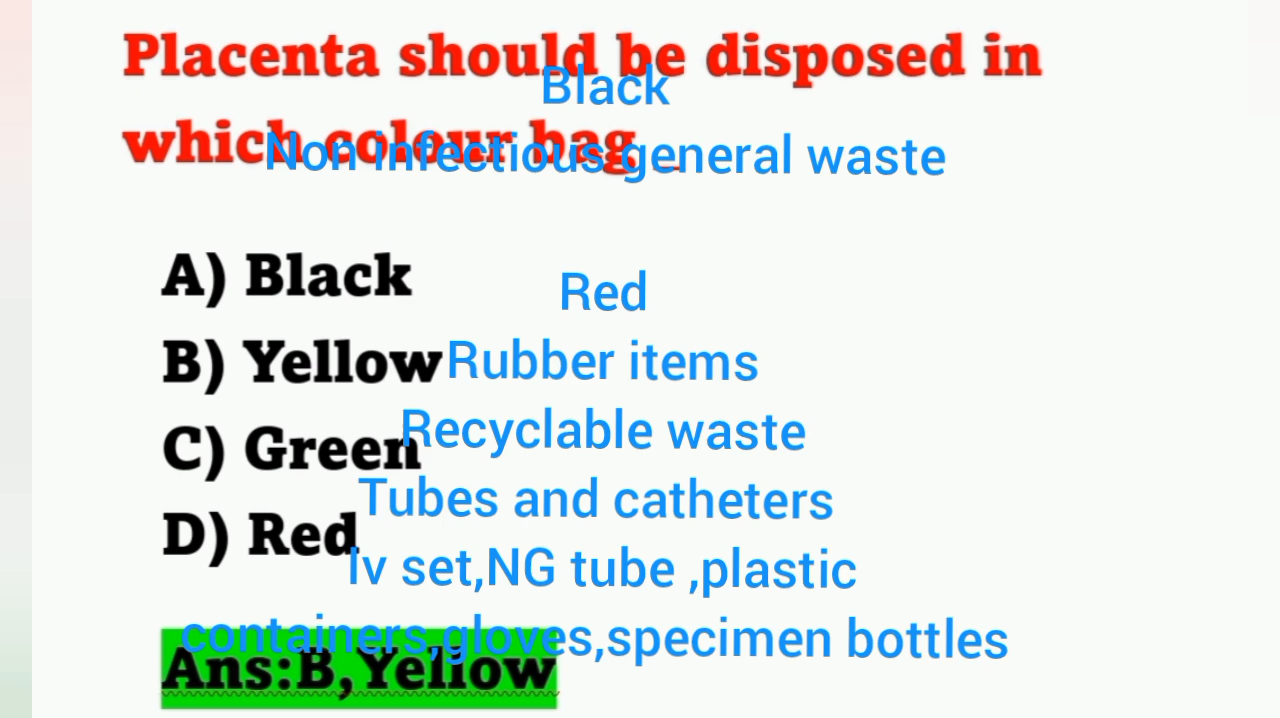 Placenta should be disposed in
Black
which colour bag _
Non infectious general waste
A) Black
Red
B) Yellow
Rubber items
C) Green
Recyclable waste
Tubes and catheters
D) Red
Iv set,NG tube ,plastic
containers,gloves,specimen bottles
Ans:B,Yellow